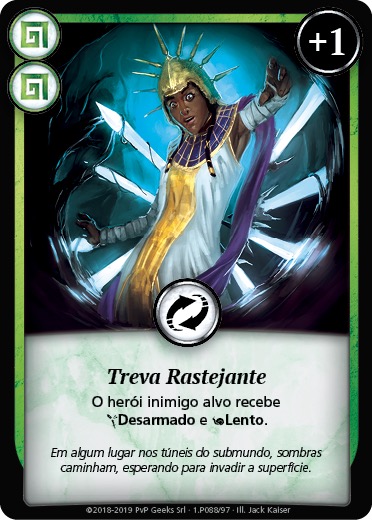 +1
Treva Rastejante
O herói inimigo alvo recebe
Desarmado e Lento.
Em algum lugar nos túneis do submundo, sombras
caminham, esperando para invadir a superfície.
©2018-2019 PvP Geeks Srl · 1.P088/97 · Ill. Jack Kaiser